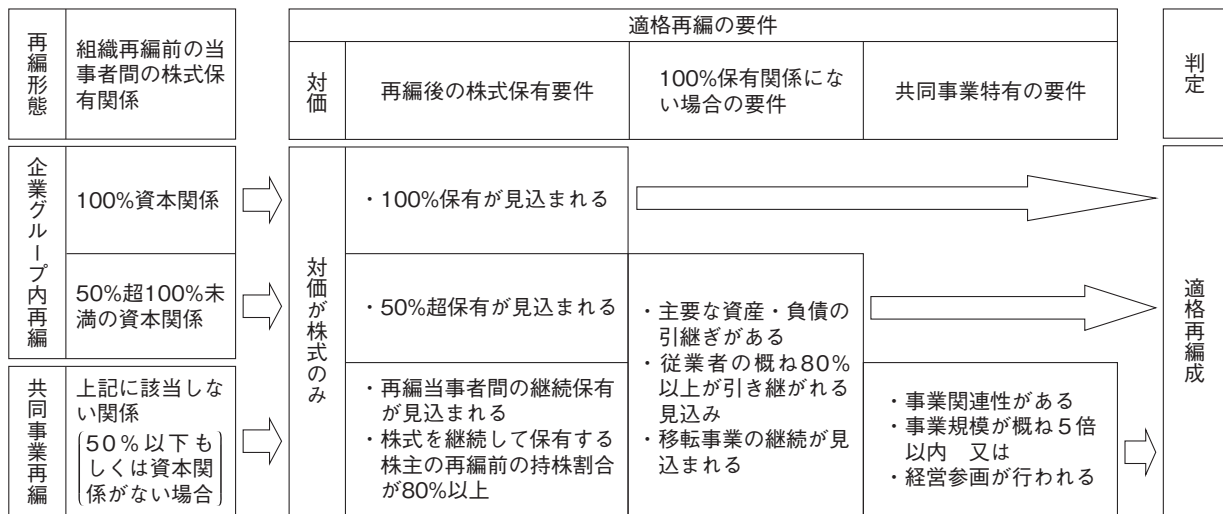 再編形態
組織再編前の当
事者間の株式保
有関係
適格再編の要件
対価
再編後の株式保有要件
100%保有関係にな
い場合の要件
共同事業特有の要件
判定
企業グループ内再編
100%資本関係
対価が株式のみ
・100%保有が見込まれる
適格再編成
50%超100%未
満の資本関係
・50%超保有が見込まれる
・主要な資産・負債の
引継ぎがある
・従業者の概ね80%
以上が引き継がれる
見込み
・移転事業の継続が見
込まれる
共同事業再編
上記に該当しな
い関係
50%以下も
しくは資本関
係がない場合
・再編当事者間の継続保有
が見込まれる
・株式を継続して保有する
株主の再編前の持株割合
が80%以上
・事業関連性がある
・事業規模が概ね5倍
以内 又は
・経営参画が行われる